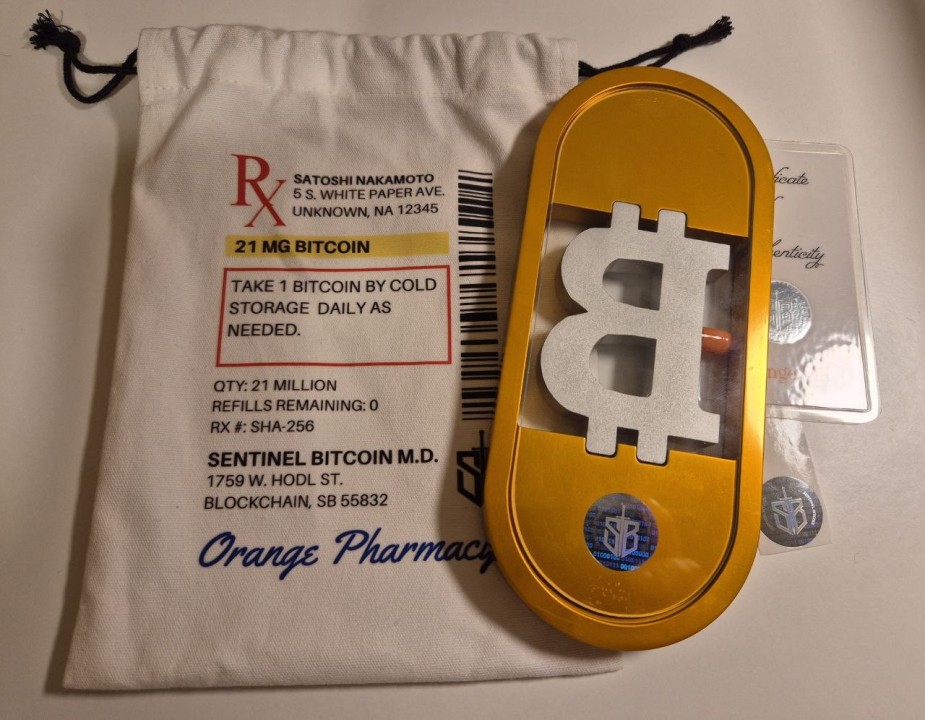 Rx
SATOSHI NAKAMOTO
5 S. WHITE PAPER AVE.
UNKNOWN, NA 12345
21 MG BITCOIN
TAKE 1 BITCOIN BY COLD
STORAGE DAILY AS
NEEDED.
QTY: 21 MILLION
REFILLS REMAINING: 0
RX #: SHA-256
SENTINEL BITCOIN M.D.
1759 W. HODL ST.
BLOCKCHAIN, SB 55832
Orange Pharmacy
SB
SB